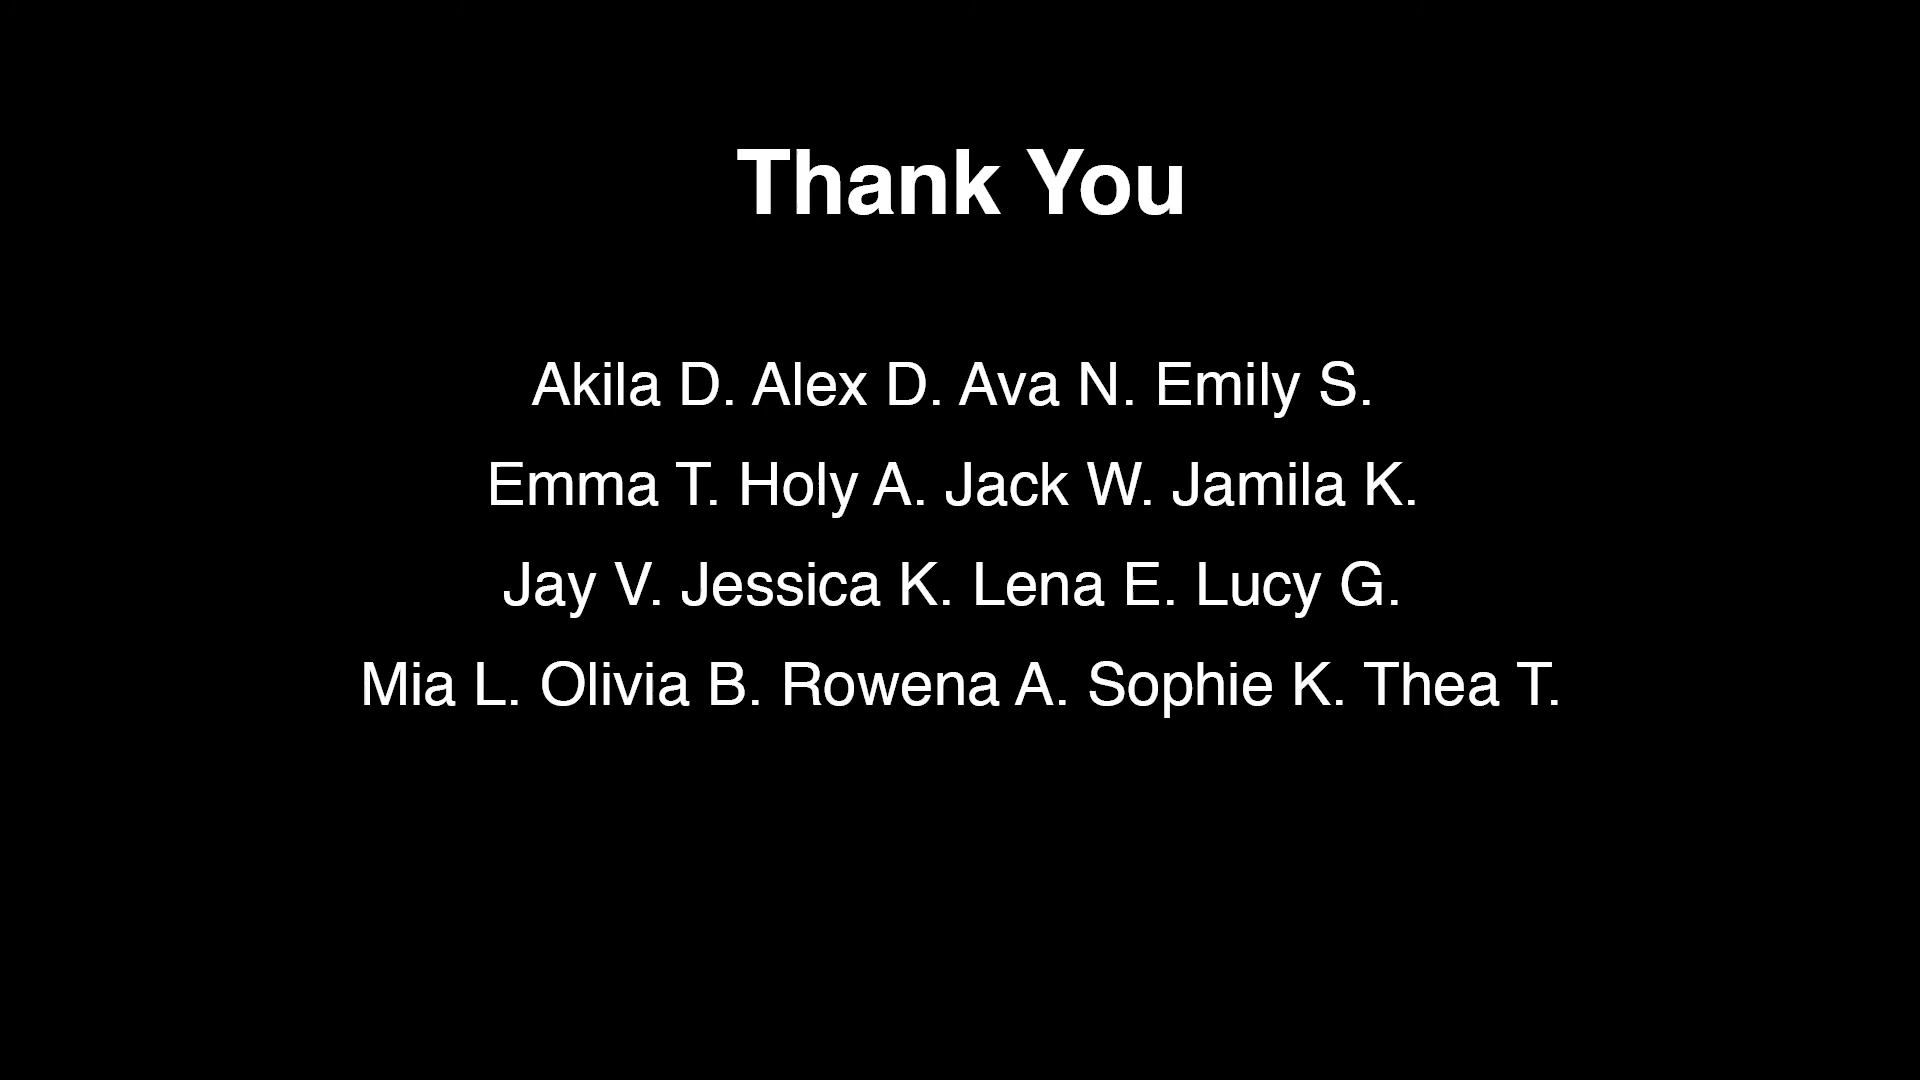 Thank You
Akila D. Alex D. Ava N. Emily S.
Emma T. Holy A. Jack W. Jamila K.
Jay V. Jessica K. Lena E. Lucy G.
Mia L. Olivia B. Rowena A. Sophie K. Thea T.